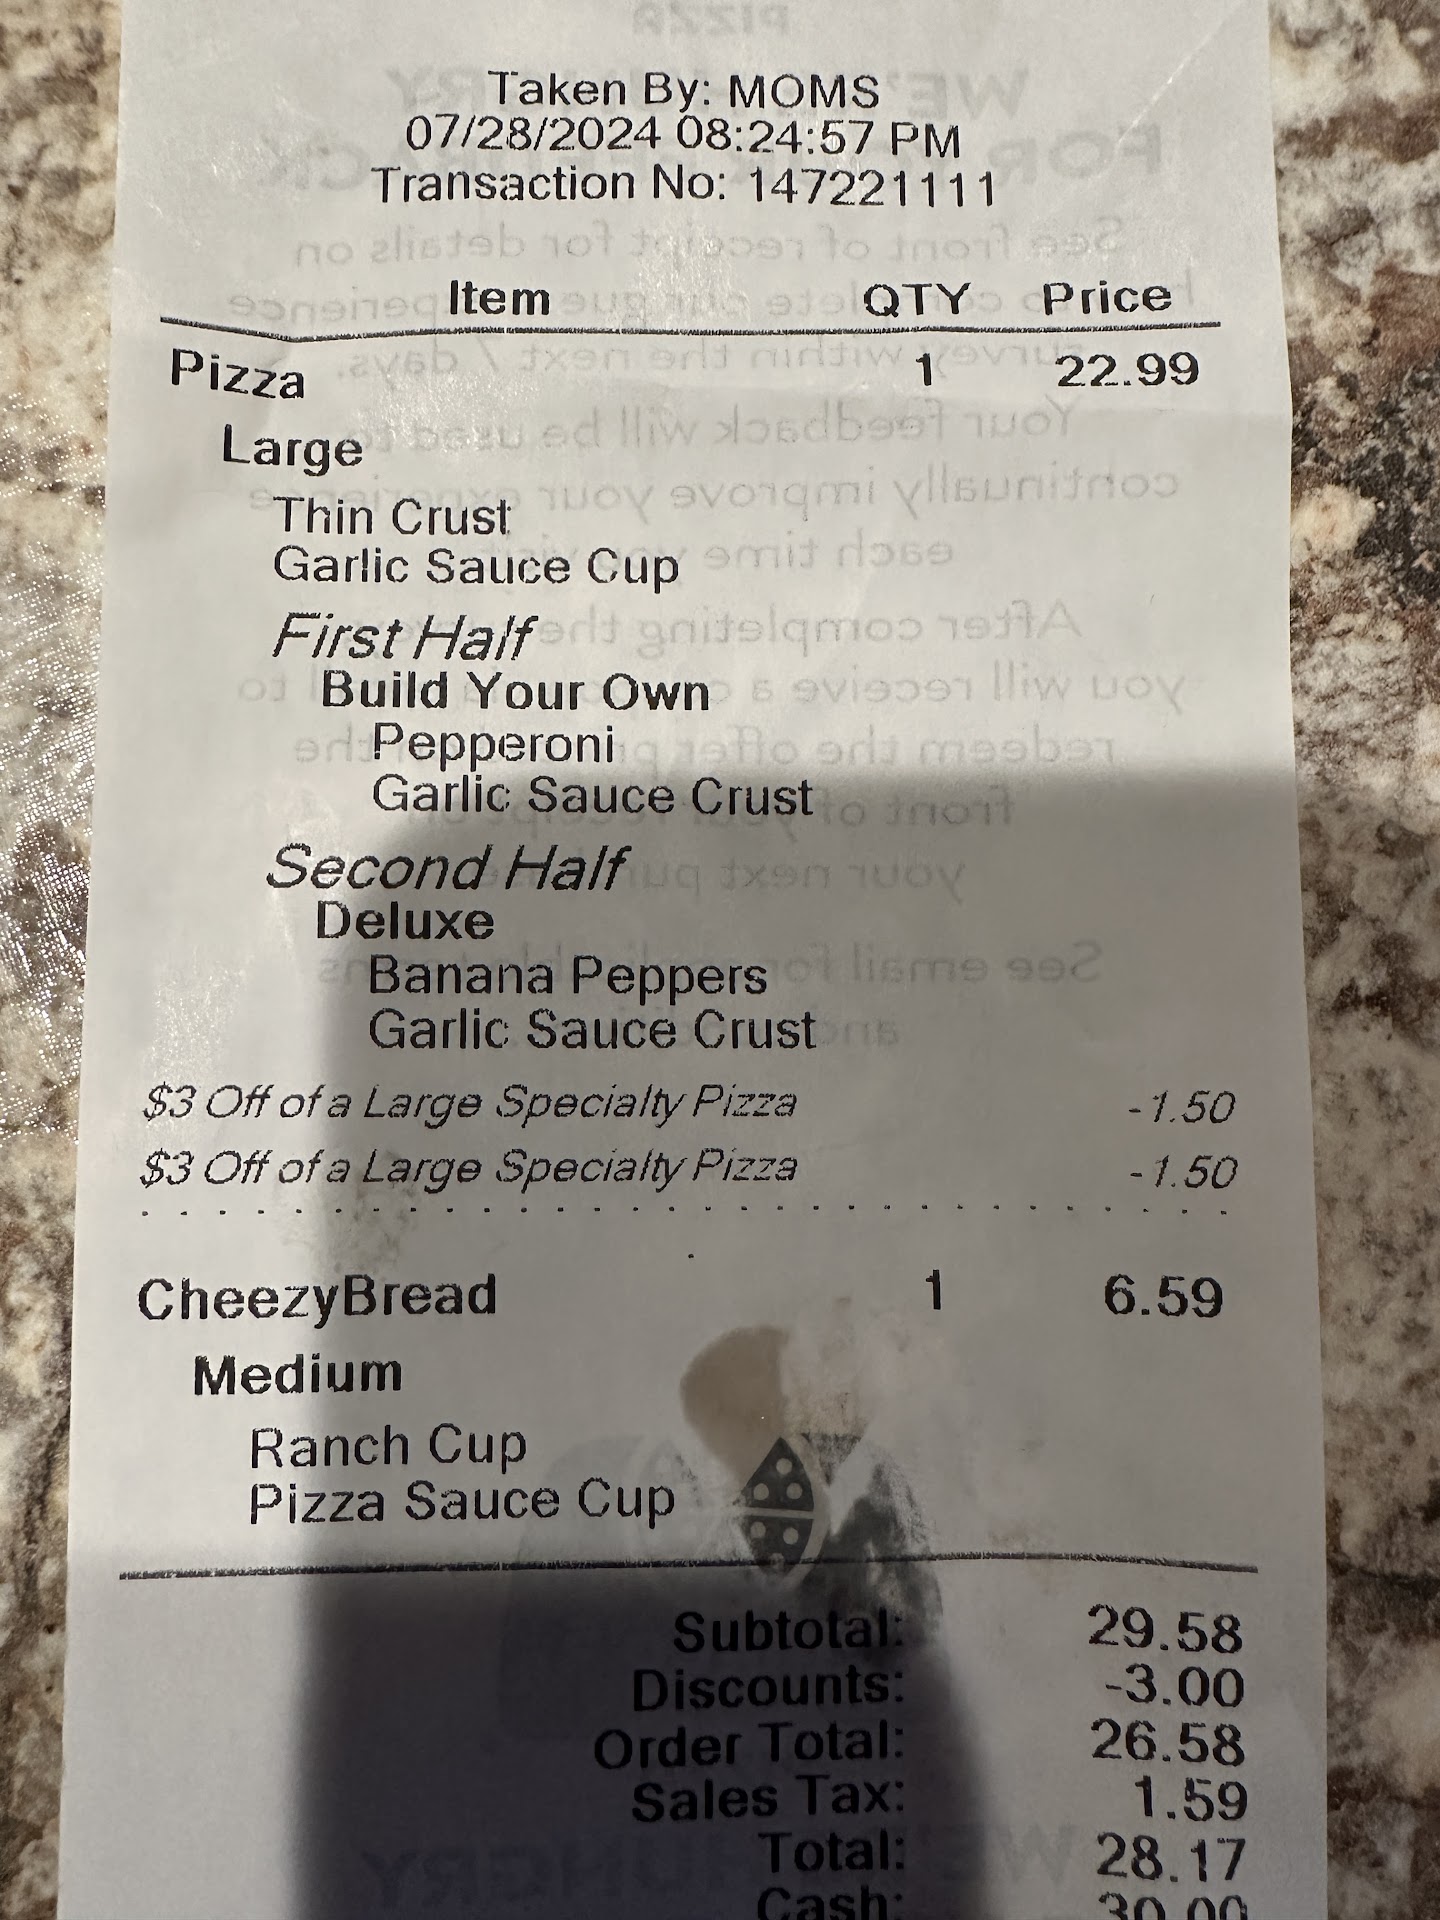 Taken By: MOMS
07/28/2024 08:24:57 PM
Transaction No: 147221111
Item QTY Price
Pizza 1 22.99
Large
Thin Crust
Garlic Sauce Cup
First Half
Build Your Own
Pepperoni
Garlic Sauce Crust
Second Half
Deluxe
Banana Peppers
Garlic Sauce Crust
$3 Off of a Large Specialty Pizza -1.50
$3 Off of a Large Specialty Pizza -1.50
CheezyBread 1 6.59
Medium
Ranch Cup
Pizza Sauce Cup
Subtotal: 29.58
Discounts: -3.00
Order Total: 26.58
Sales Tax: 1.59
Total: 28.17
Cash: 30.00